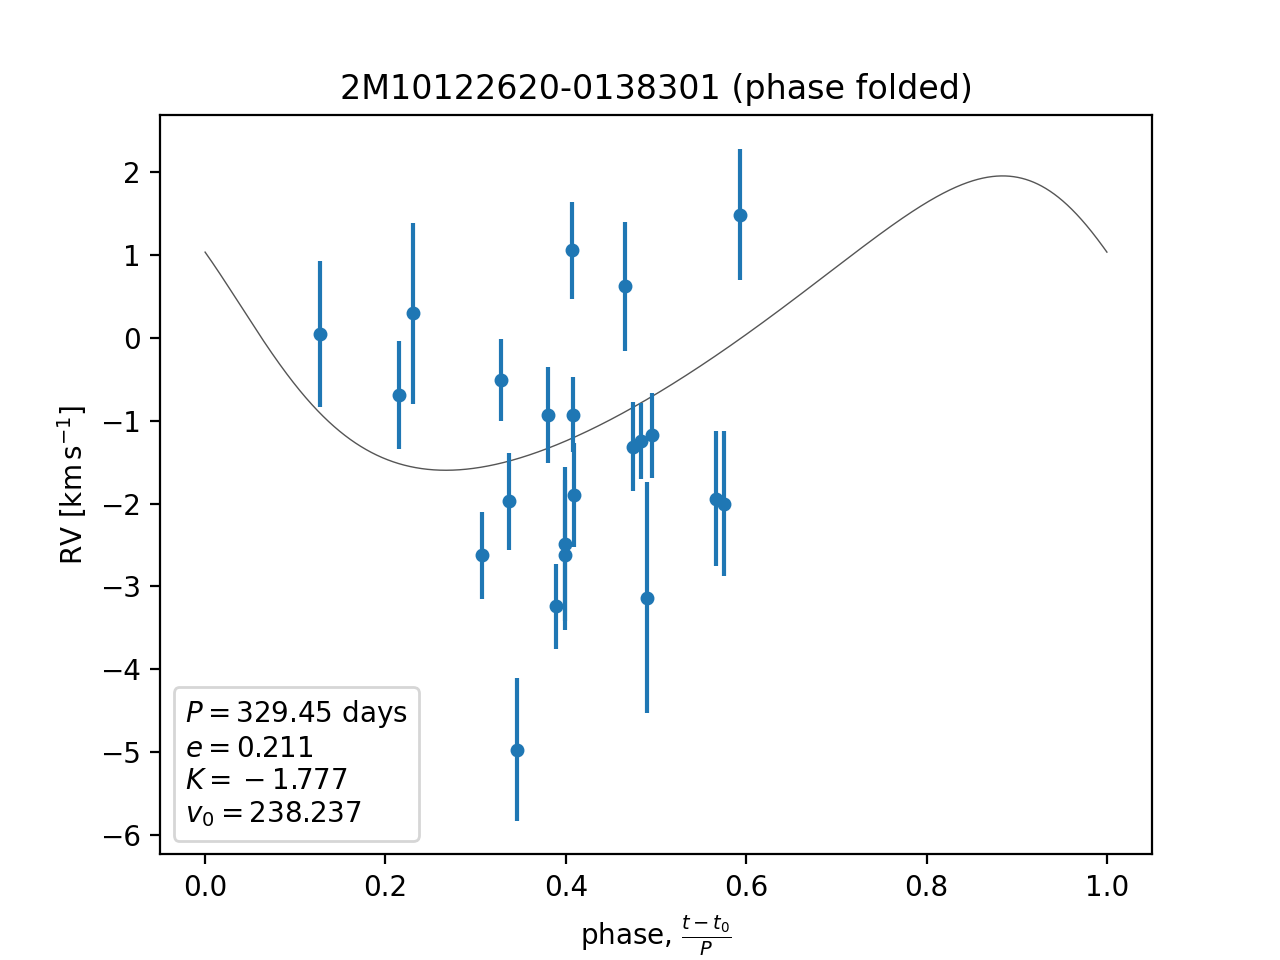 2M10122620-0138301 (phase folded)
RV [km s⁻¹]
2
1
0
−1
−2
−3
−4
−5
−6
P = 329.45 days
e = 0.211
K = −1.777
v₀ = 238.237
0.0 0.2 0.4 0.6 0.8 1.0
phase, (t − t₀)/P